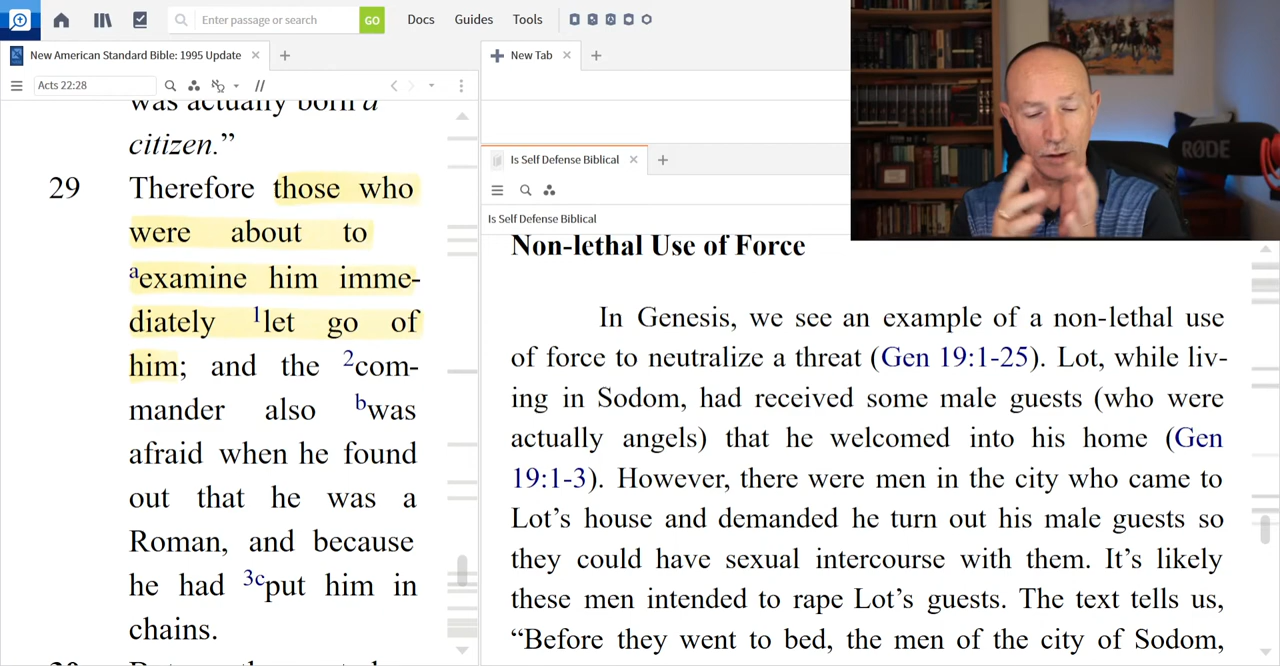 Enter passage or search
GO
Docs
Guides
Tools
New American Standard Bible: 1995 Update
Acts 22:28
was actually born a
citizen.”
29 Therefore those who
were about to
aexamine him imme-
diately 1let go of
him; and the 2com-
mander also bwas
afraid when he found
out that he was a
Roman, and because
he had 3cput him in
chains.
New Tab
Is Self Defense Biblical
Is Self Defense Biblical
Non-lethal Use of Force
In Genesis, we see an example of a non-lethal use
of force to neutralize a threat (Gen 19:1-25). Lot, while liv-
ing in Sodom, had received some male guests (who were
actually angels) that he welcomed into his home (Gen
19:1-3). However, there were men in the city who came to
Lot’s house and demanded he turn out his male guests so
they could have sexual intercourse with them. It’s likely
these men intended to rape Lot’s guests. The text tells us,
“Before they went to bed, the men of the city of Sodom,
RØDE